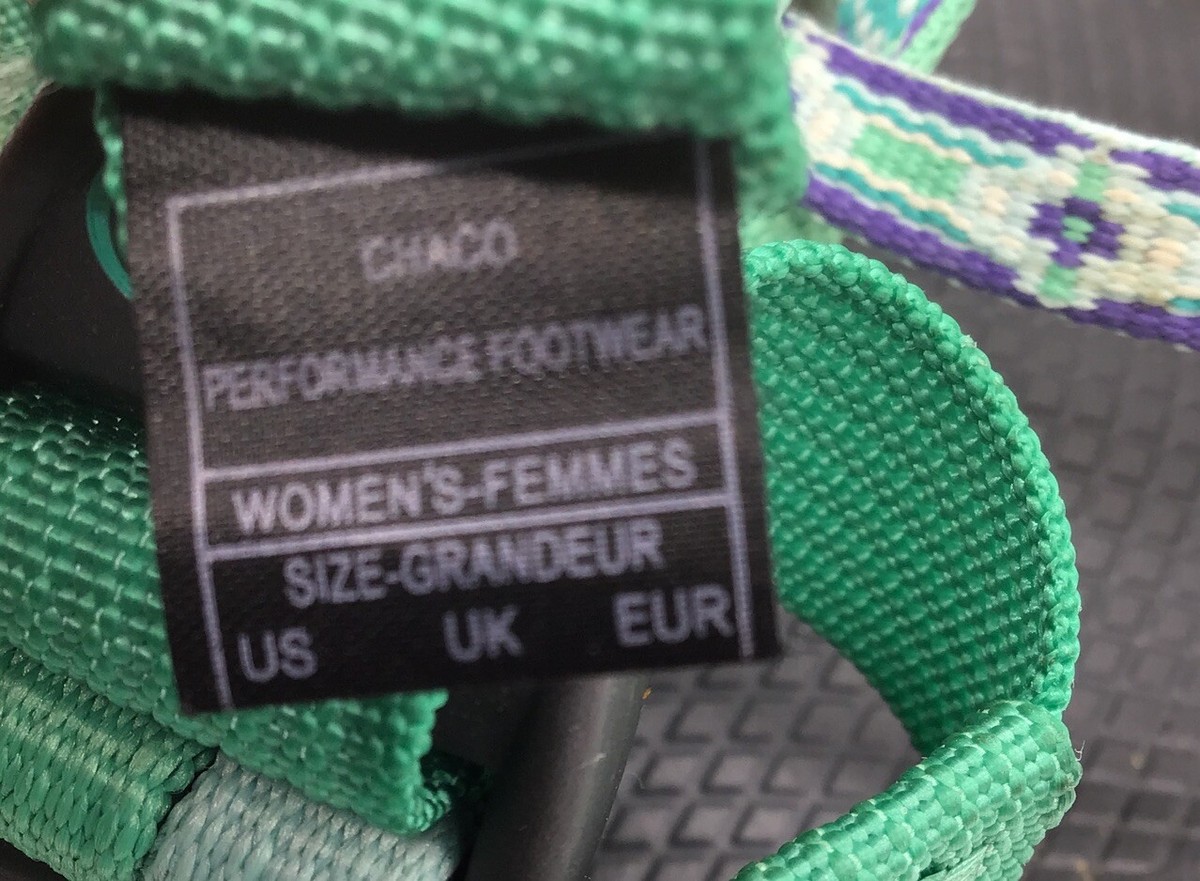 CHACO
PERFORMANCE FOOTWEAR
WOMEN'S-FEMMES
SIZE-GRANDEUR
US UK EUR